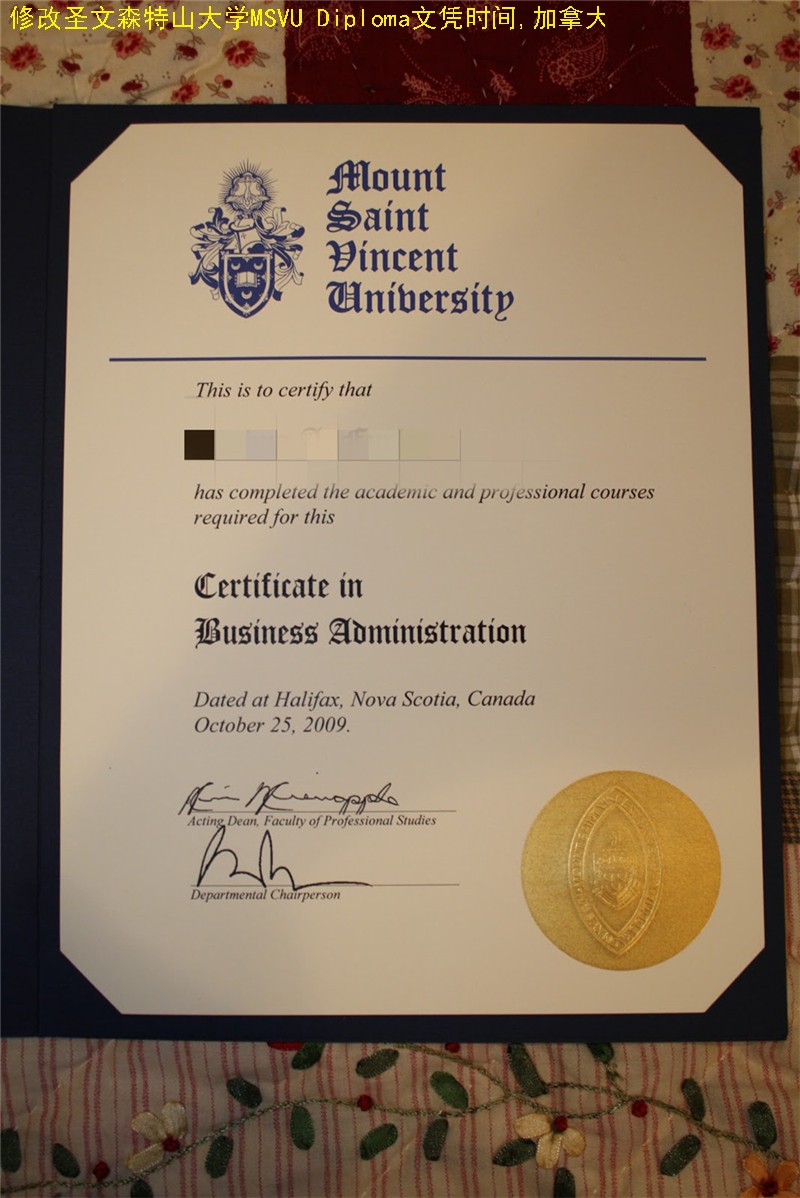 修改圣文森特山大学MSVU Diploma文凭时间,加拿大
Mount
Saint
Vincent
University
This is to certify that
has completed the academic and professional courses
required for this
Certificate in
Business Administration
Dated at Halifax, Nova Scotia, Canada
October 25, 2009.
Acting Dean, Faculty of Professional Studies
Departmental Chairperson